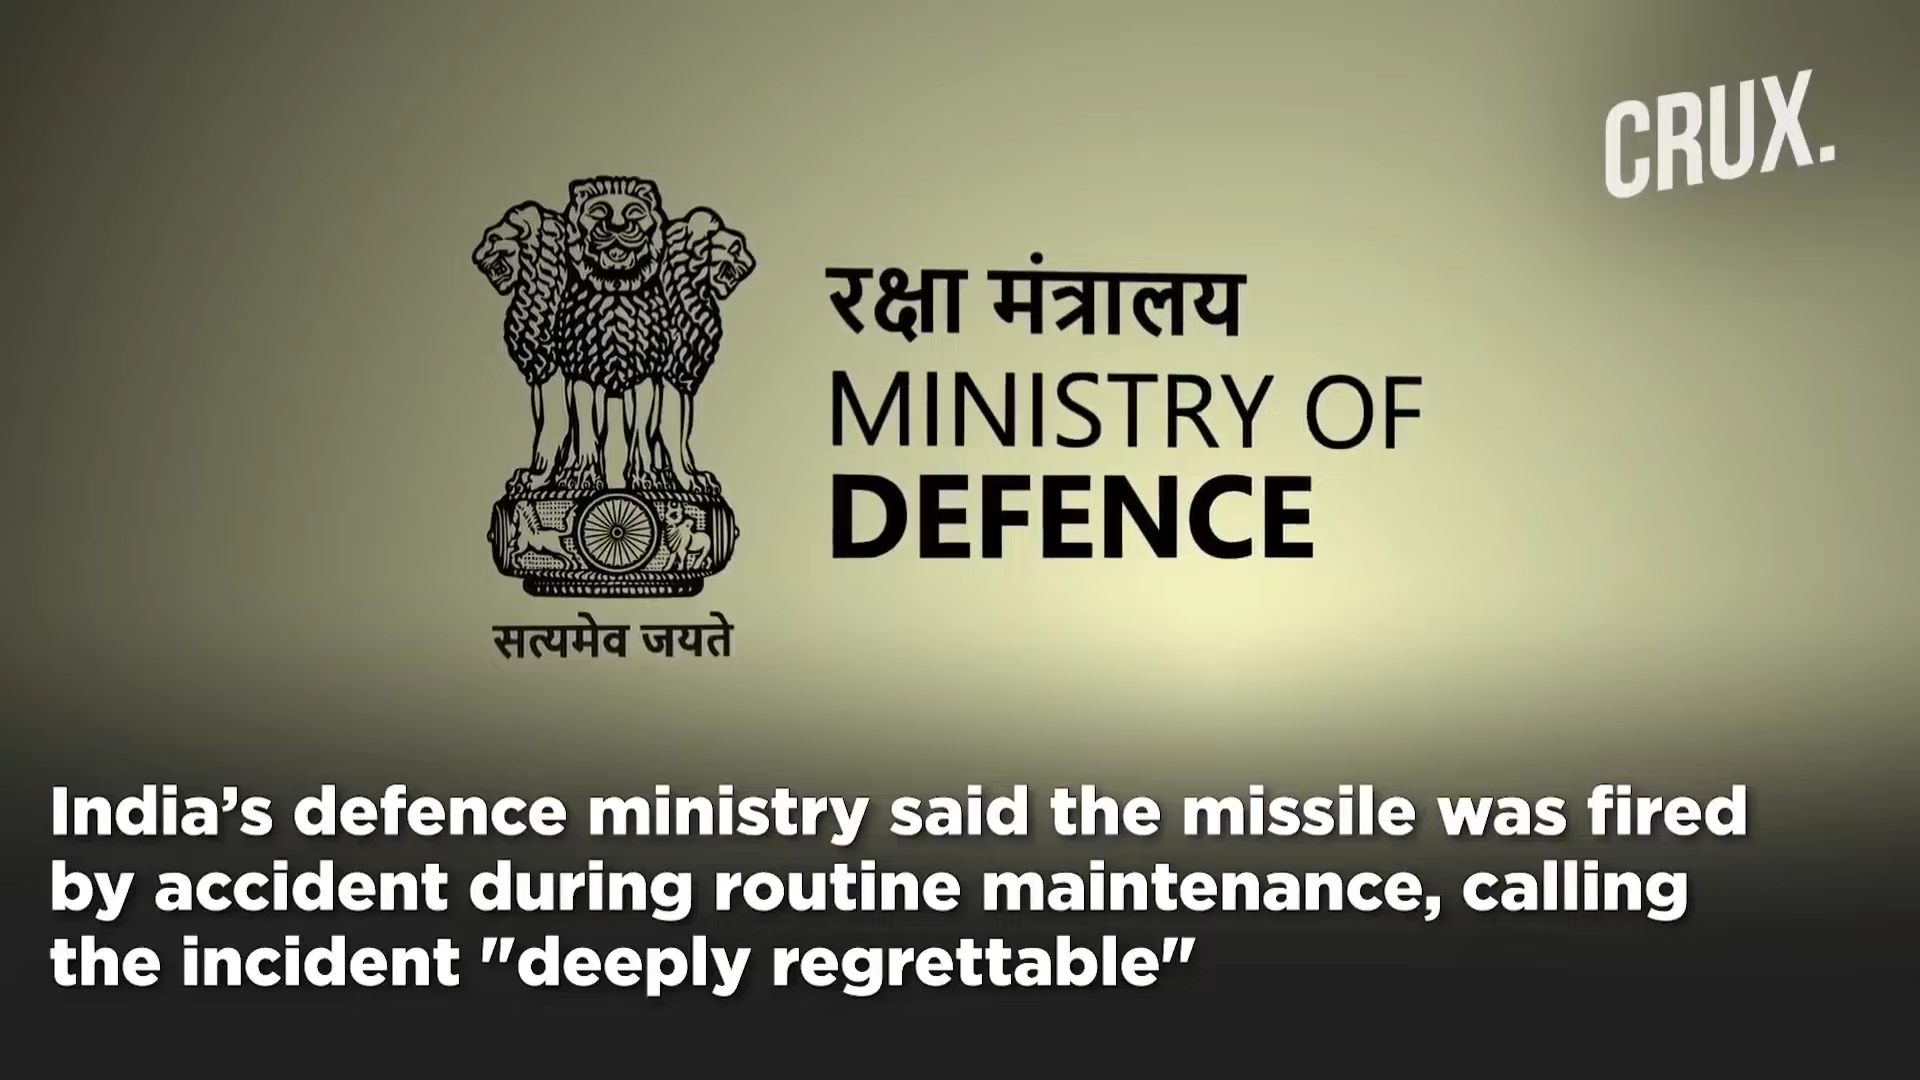 CRUX.
रक्षा मंत्रालय
MINISTRY OF
DEFENCE
सत्यमेव जयते
India’s defence ministry said the missile was fired
by accident during routine maintenance, calling
the incident "deeply regrettable"